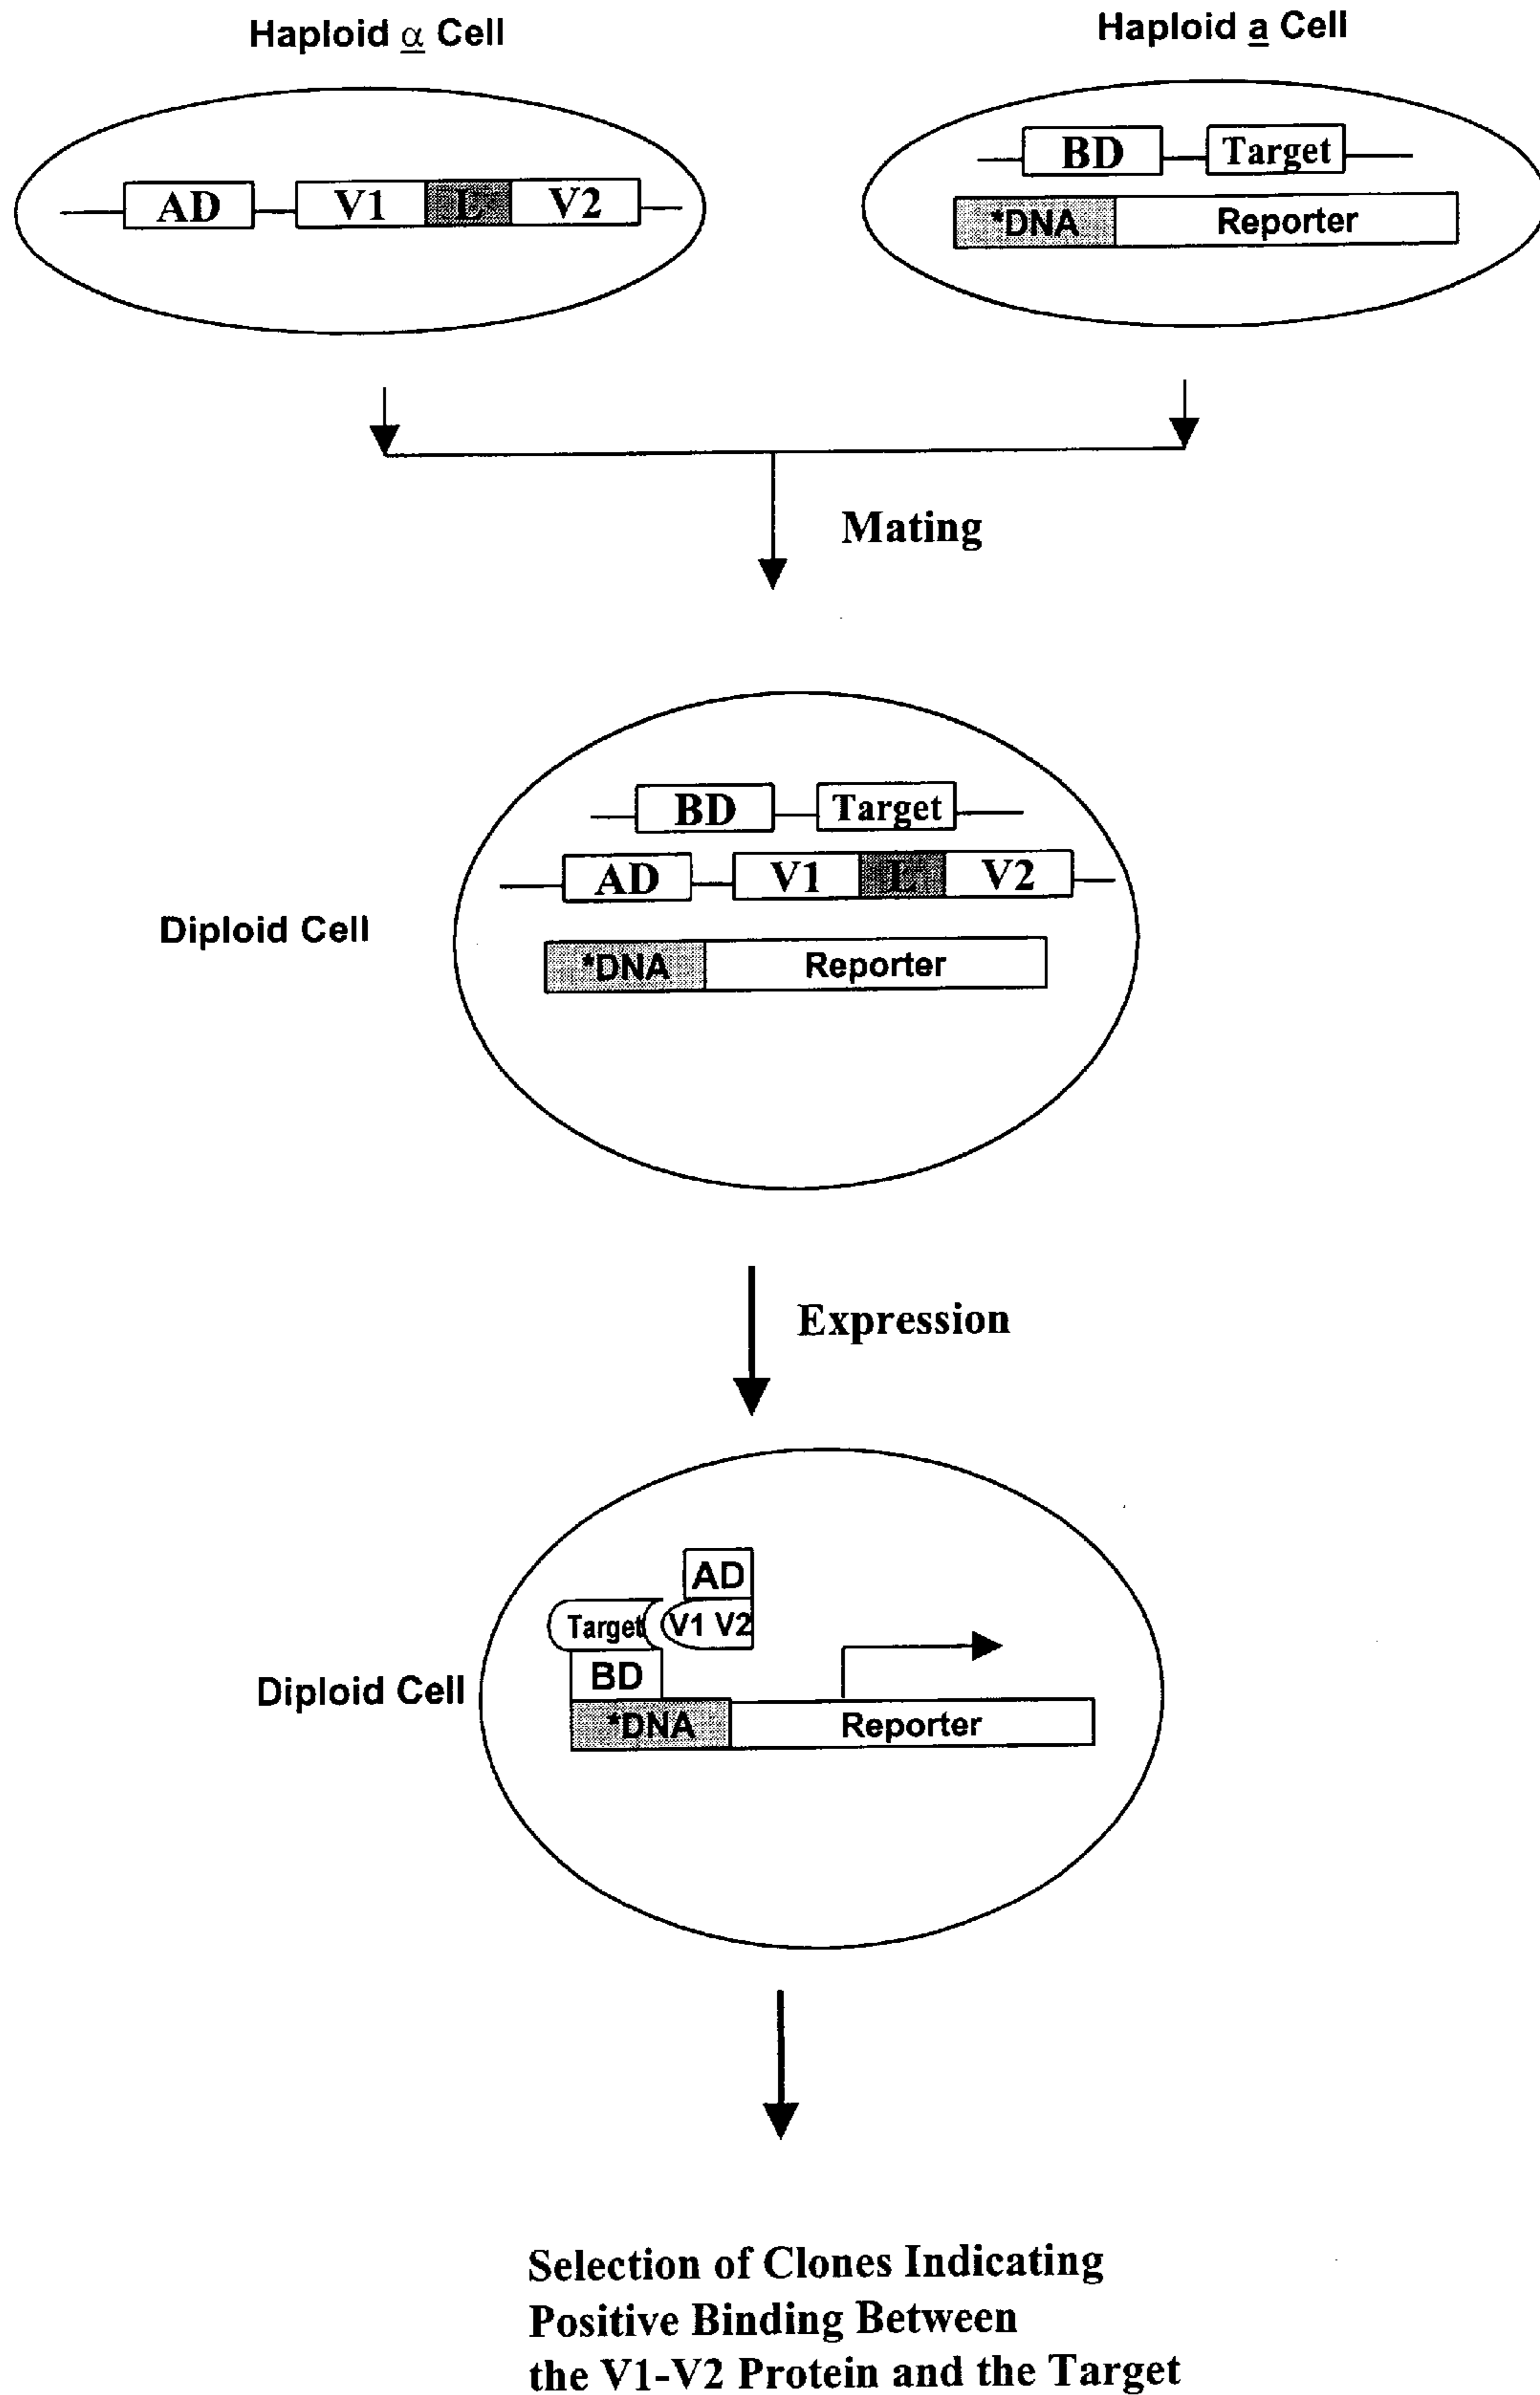 Haploid α Cell
Haploid a Cell
AD V1 L V2
BD Target
*DNA Reporter
Mating
BD Target
AD V1 L V2
Diploid Cell
*DNA Reporter
Expression
AD
Target V1 V2
BD
Diploid Cell
*DNA Reporter
Selection of Clones Indicating
Positive Binding Between
the V1-V2 Protein and the Target